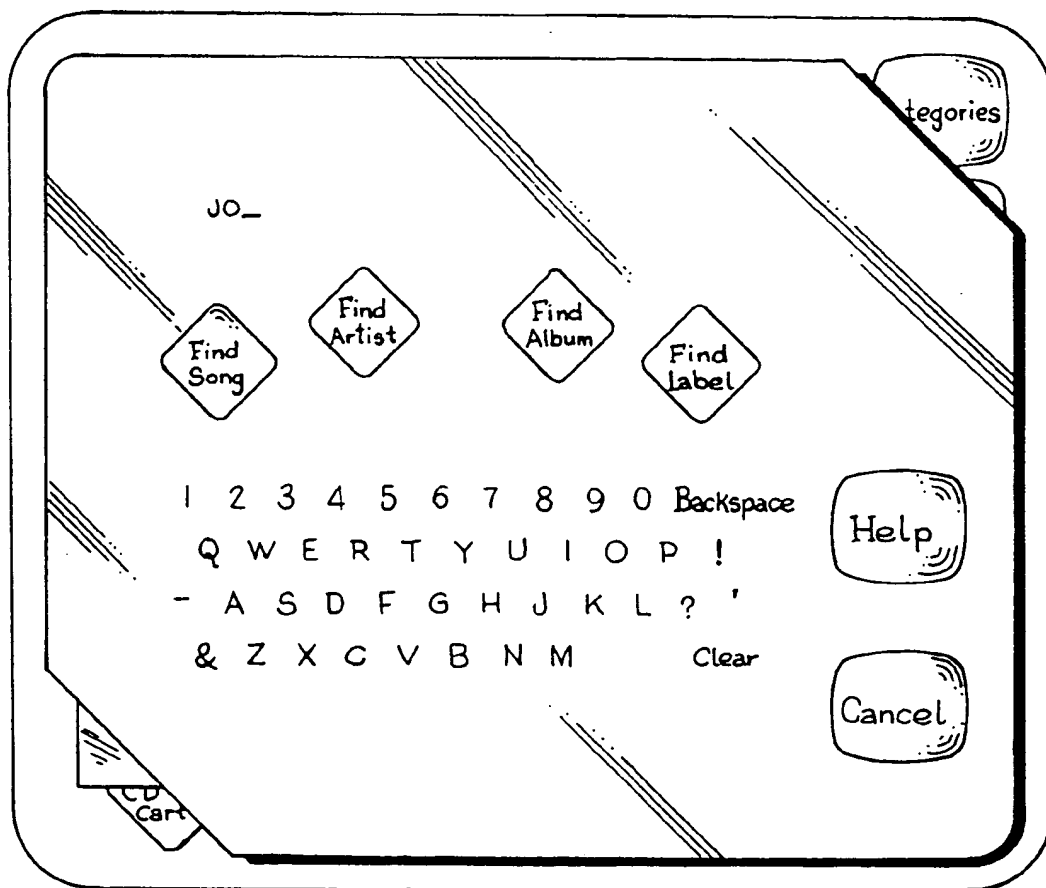 tegories
JO_
Find
Song
Find
Artist
Find
Album
Find
Label
1 2 3 4 5 6 7 8 9 0 Backspace
Q W E R T Y U I O P !
- A S D F G H J K L ? '
& Z X C V B N M Clear
Help
Cancel
CD
Cart